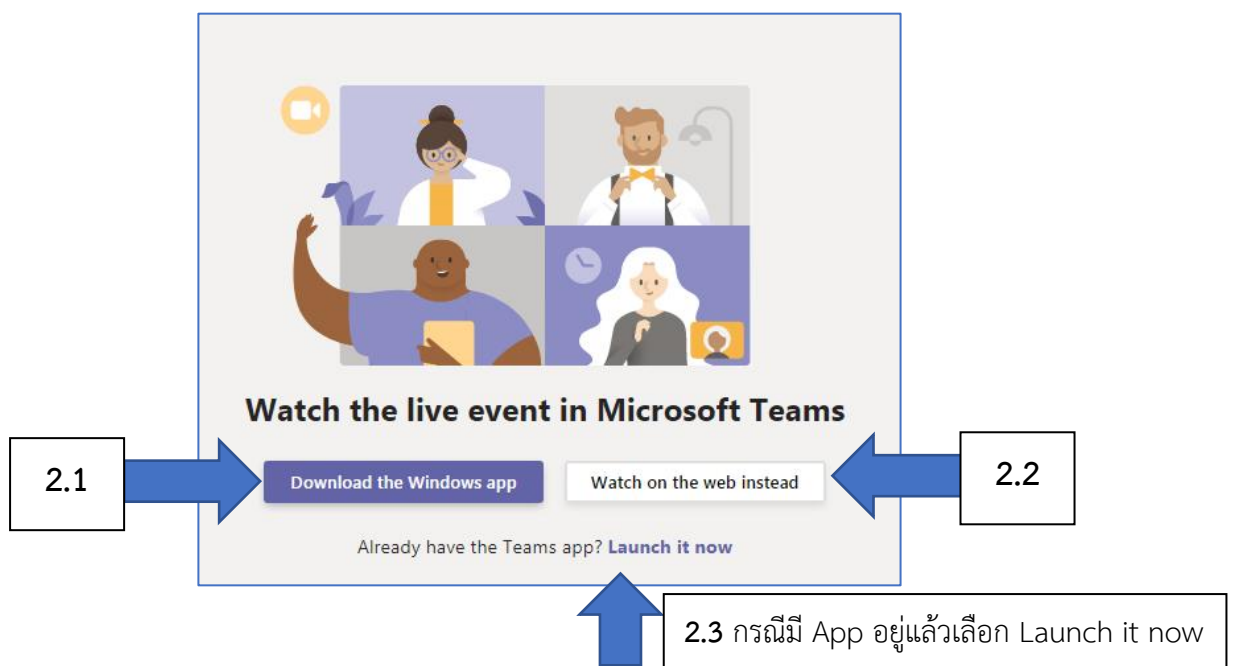 Watch the live event in Microsoft Teams
2.1
Download the Windows app
Watch on the web instead
2.2
Already have the Teams app? Launch it now
2.3 กรณีมี App อยู่แล้วเลือก Launch it now